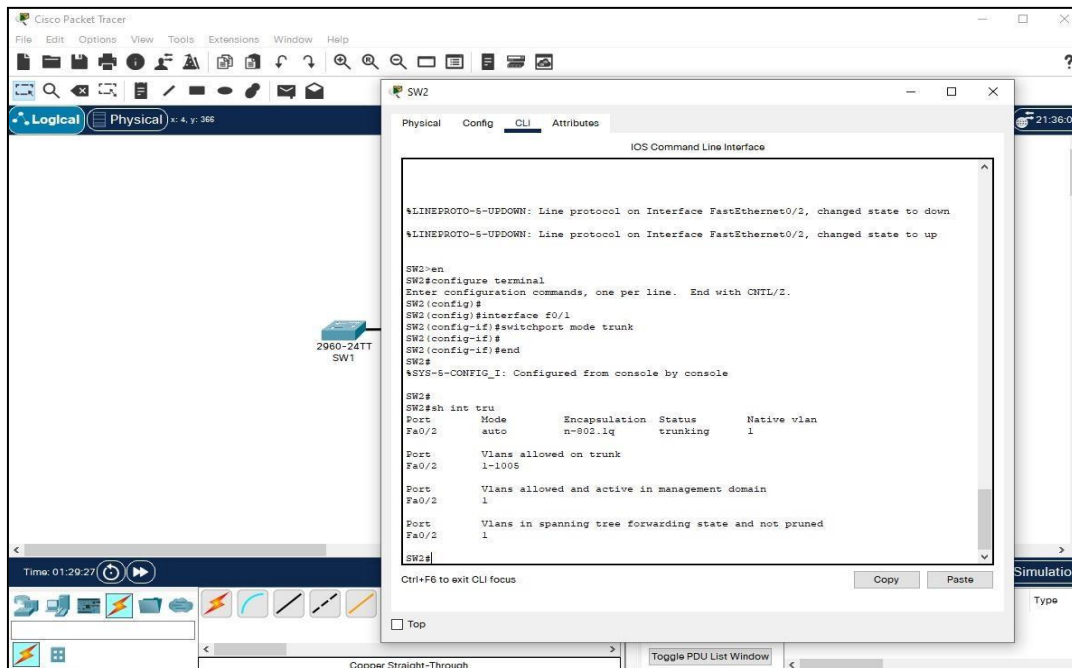 Cisco Packet Tracer
File Edit Options View Tools Extensions Window Help
?
Logical Physical x: 4, y: 366
21:36:0
SW2
Physical Config CLI Attributes
IOS Command Line Interface
%LINEPROTO-5-UPDOWN: Line protocol on Interface FastEthernet0/2, changed state to down
%LINEPROTO-5-UPDOWN: Line protocol on Interface FastEthernet0/2, changed state to up
SW2>en
SW2#configure terminal
Enter configuration commands, one per line. End with CNTL/Z.
SW2(config)#
SW2(config)#interface f0/1
SW2(config-if)#switchport mode trunk
SW2(config-if)#
SW2(config-if)#end
SW2#
%SYS-5-CONFIG_I: Configured from console by console
SW2#
SW2#sh int tru
Port Mode Encapsulation Status Native vlan
Fa0/2 auto n-802.1q trunking 1
Port Vlans allowed on trunk
Fa0/2 1-1005
Port Vlans allowed and active in management domain
Fa0/2 1
Port Vlans in spanning tree forwarding state and not pruned
Fa0/2 1
SW2#
Ctrl+F6 to exit CLI focus
Copy Paste
Top
2960-24TT
SW1
Time: 01:29:27
Simulatio
Type
Copper Straight-Through
Toggle PDU List Window